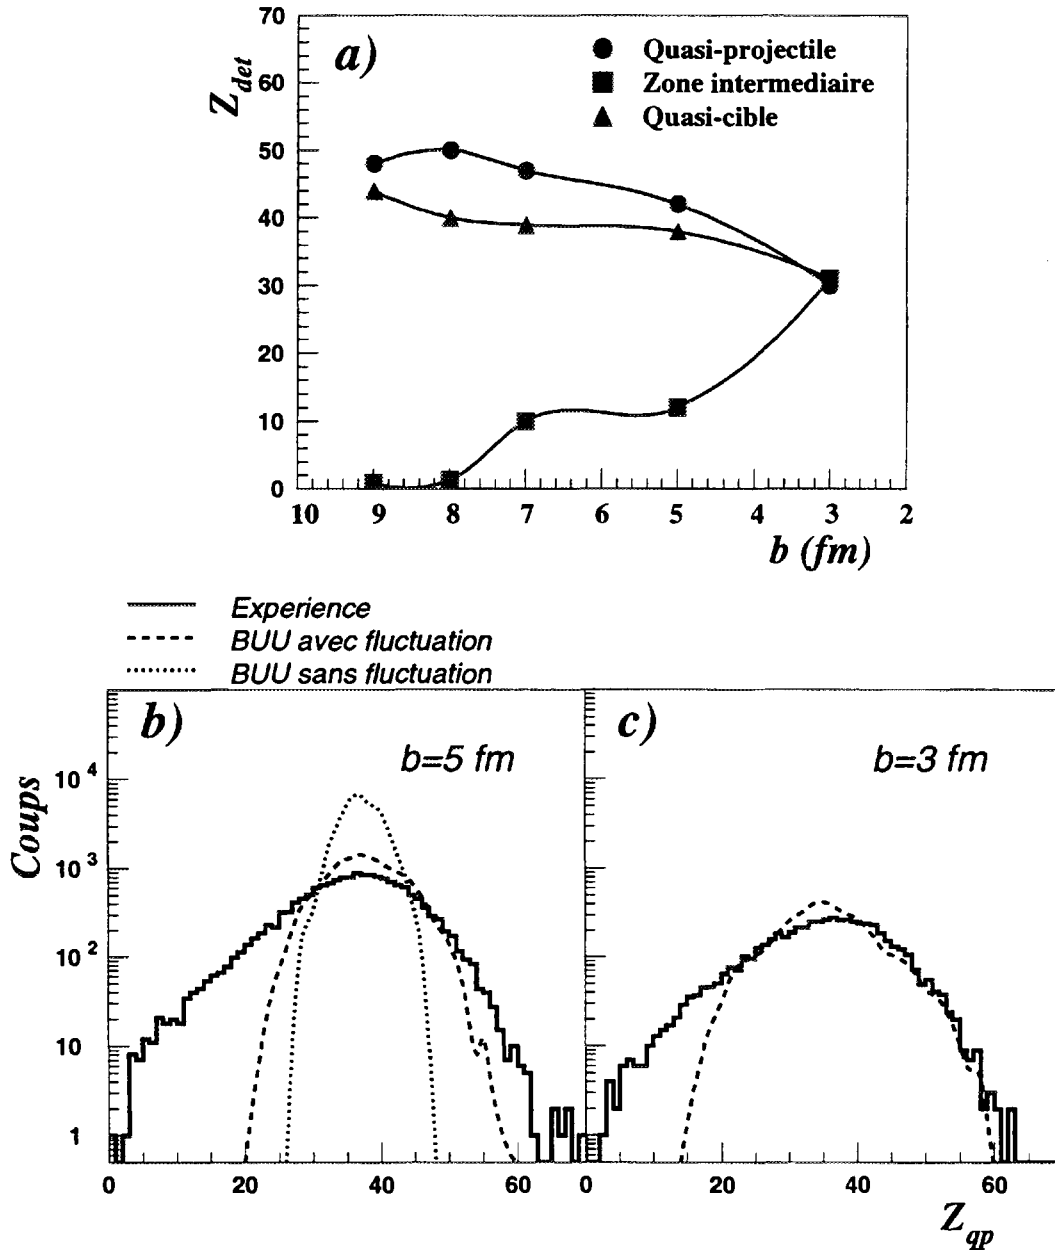 a)
Quasi-projectile
Zone intermediaire
Quasi-cible
Z_det
70
60
50
40
30
20
10
0
10 9 8 7 6 5 4 3 2
b (fm)
Experience
BUU avec fluctuation
BUU sans fluctuation
b)
b=5 fm
c)
b=3 fm
Coups
10^4
10^3
10^2
10
1
0 20 40 60 0 20 40 60
Z_qp